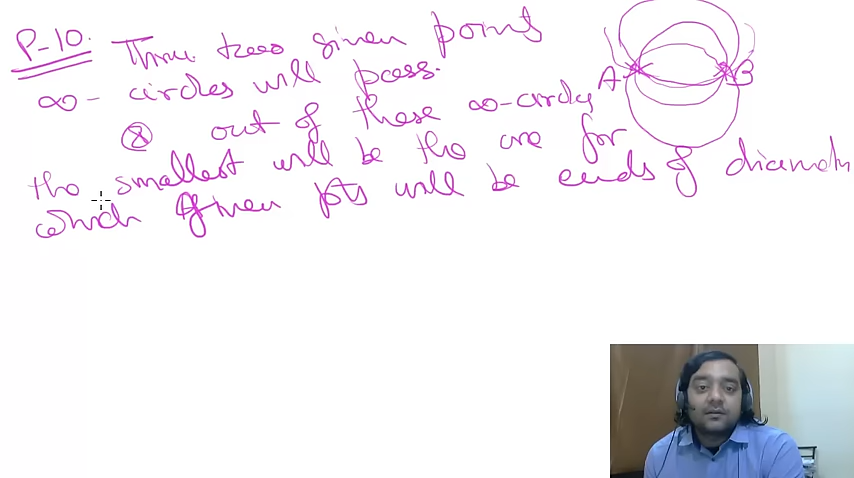 P-10. Thru two given points
∞- circles will pass.
⊗ out of these ∞-circles
the smallest will be the one for
which given pts will be ends of diameter
A B